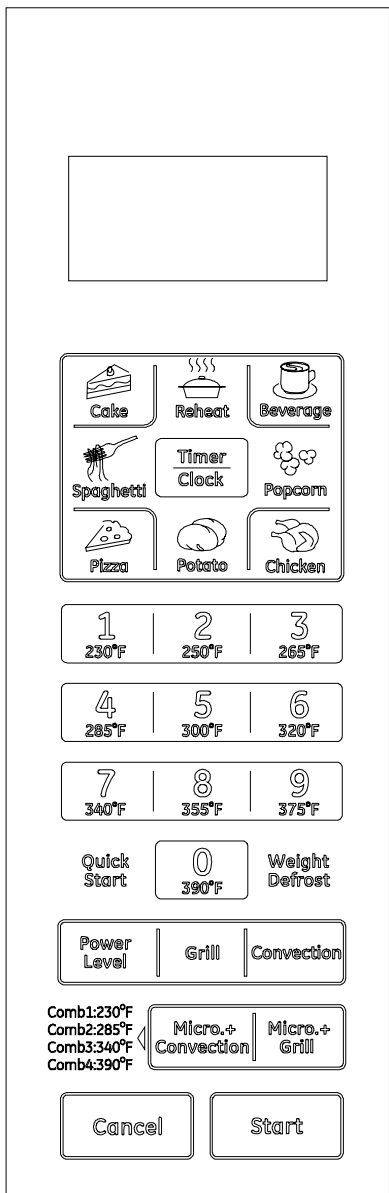 Cake Reheat Beverage
Timer
Spaghetti Clock Popcorn
Pizza Potato Chicken
1 2 3
230°F 250°F 265°F
4 5 6
285°F 300°F 320°F
7 8 9
340°F 355°F 375°F
Quick 0 Weight
Start 390°F Defrost
Power
Level Grill Convection
Comb1:230°F
Comb2:285°F
Comb3:340°F
Comb4:390°F
Micro.+ Micro.+
Convection Grill
Cancel Start